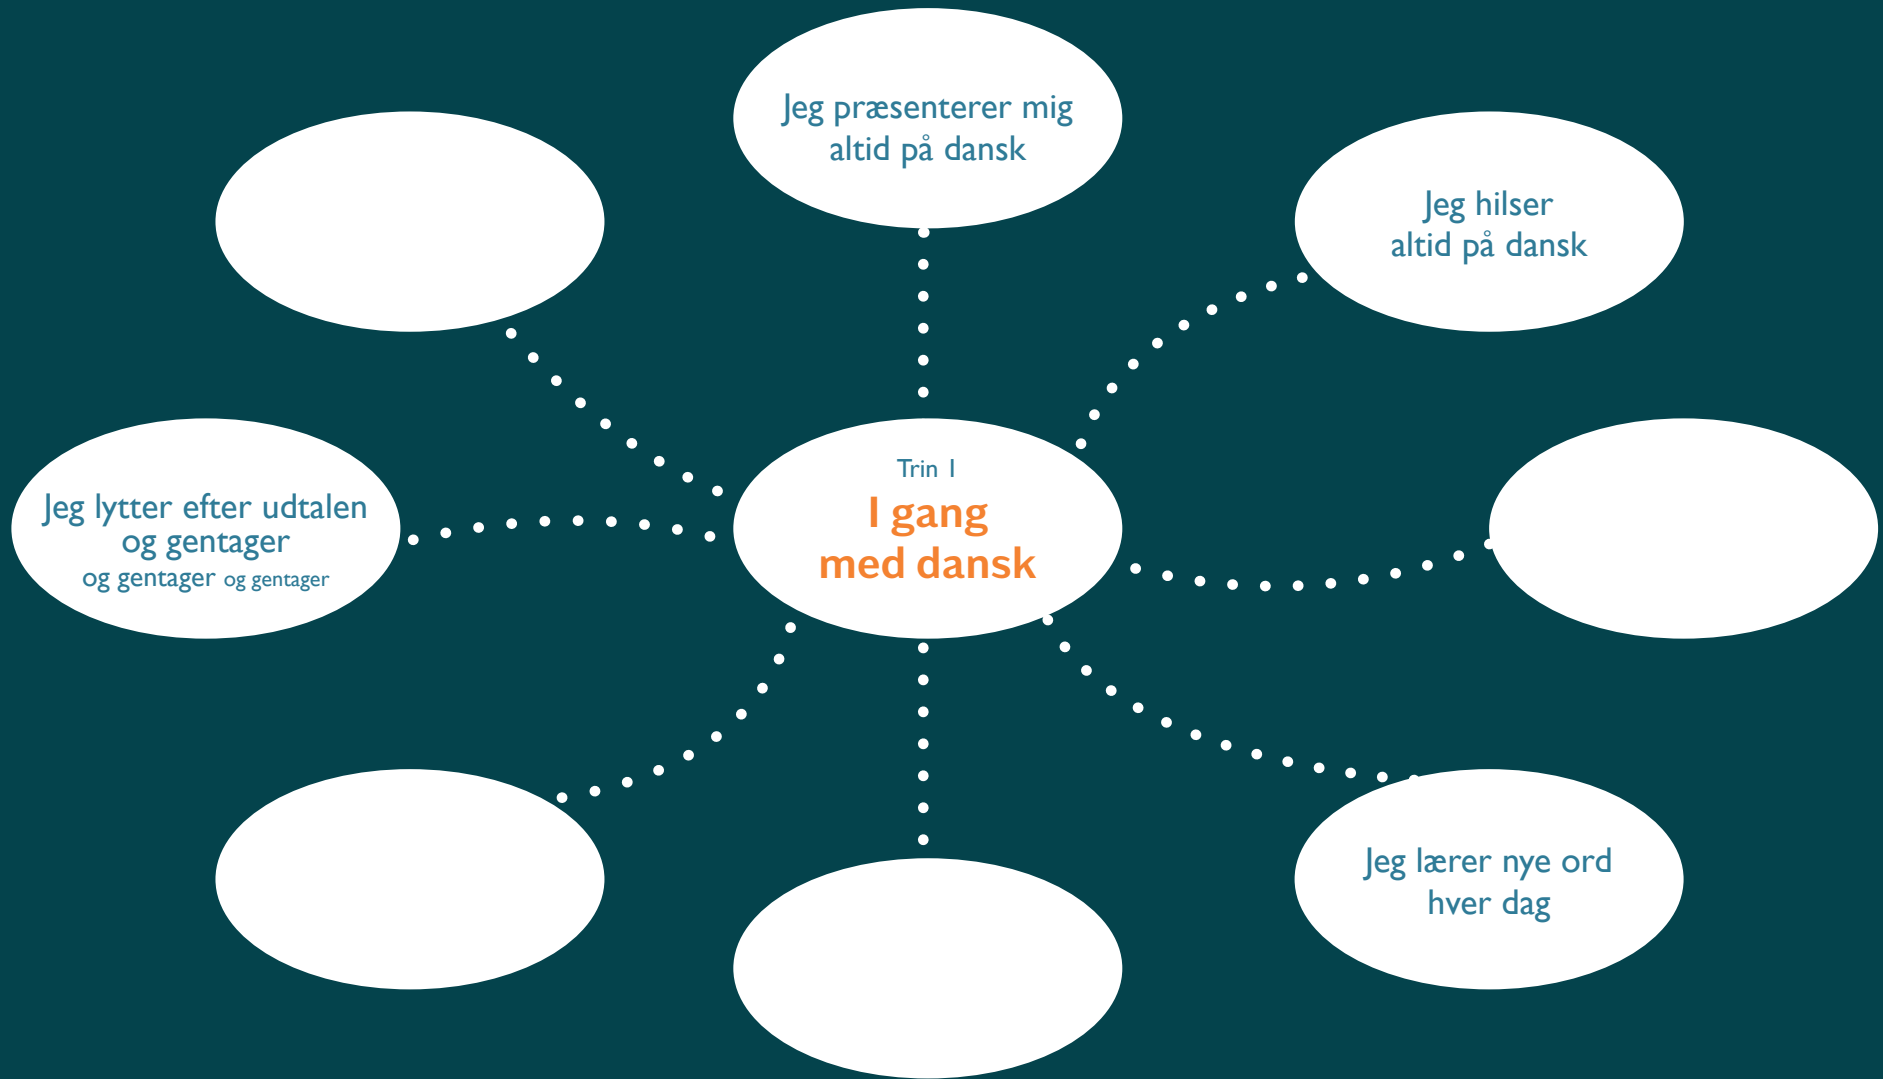 Jeg præsenterer mig
altid på dansk
Jeg hilser
altid på dansk
Trin 1
I gang
med dansk
Jeg lytter efter udtalen
og gentager
og gentager og gentager
Jeg lærer nye ord
hver dag